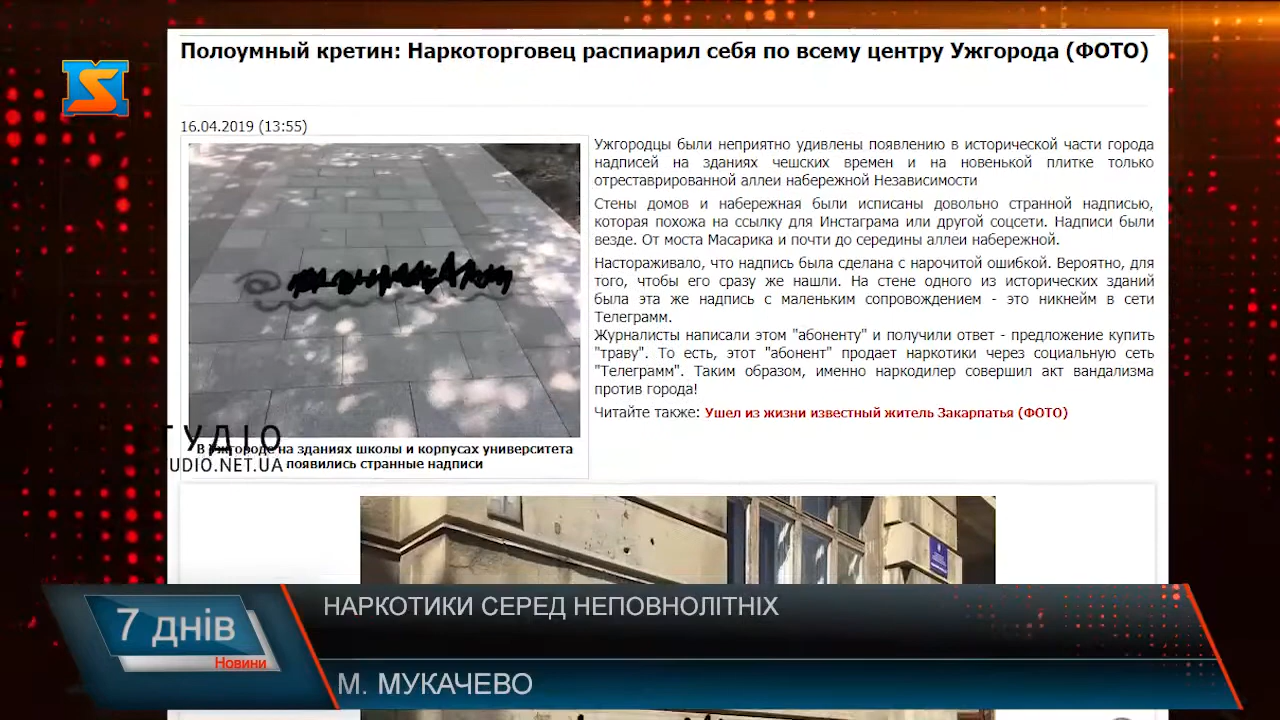 Полоумный кретин: Наркоторговец распиарил себя по всему центру Ужгорода (ФОТО)
16.04.2019 (13:55)
Ужгородцы были неприятно удивлены появлению в исторической части города
надписей на зданиях чешских времен и на новенькой плитке только
отреставрированной аллеи набережной Независимости
Стены домов и набережная были исписаны довольно странной надписью,
которая похожа на ссылку для Инстаграма или другой соцсети. Надписи были
везде. От моста Масарика и почти до середины аллеи набережной.
Настораживало, что надпись была сделана с нарочитой ошибкой. Вероятно, для
того, чтобы его сразу же нашли. На стене одного из исторических зданий
была эта же надпись с маленьким сопровождением - это никнейм в сети
Телеграмм.
Журналисты написали этом "абоненту" и получили ответ - предложение купить
"траву". То есть, этот "абонент" продает наркотики через социальную сеть
"Телеграмм". Таким образом, именно наркодилер совершил акт вандализма
против города!
Читайте также: Ушел из жизни известный житель Закарпатья (ФОТО)
@
ТУДІО
UDIO.NET.UA
В Ужгороде на зданиях школы и корпусах университета
появились странные надписи
7 днів
Новини
НАРКОТИКИ СЕРЕД НЕПОВНОЛІТНІХ
М. МУКАЧЕВО